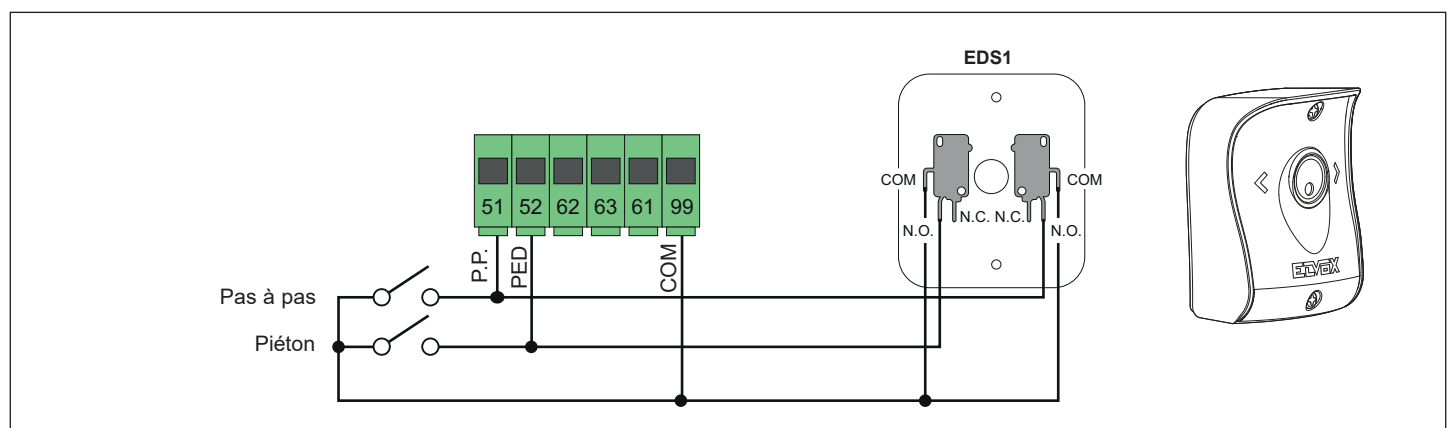 EDS1
51 52 62 63 61 99
COM COM
N.C. N.C.
N.O. N.O.
P.P. PED COM
Pas à pas
Piéton
ELVOX